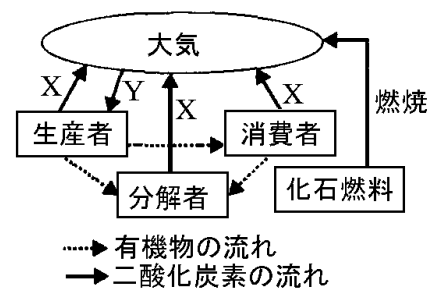 大気
X
Y
X
X
燃焼
生産者
消費者
分解者
化石燃料
有機物の流れ
二酸化炭素の流れ